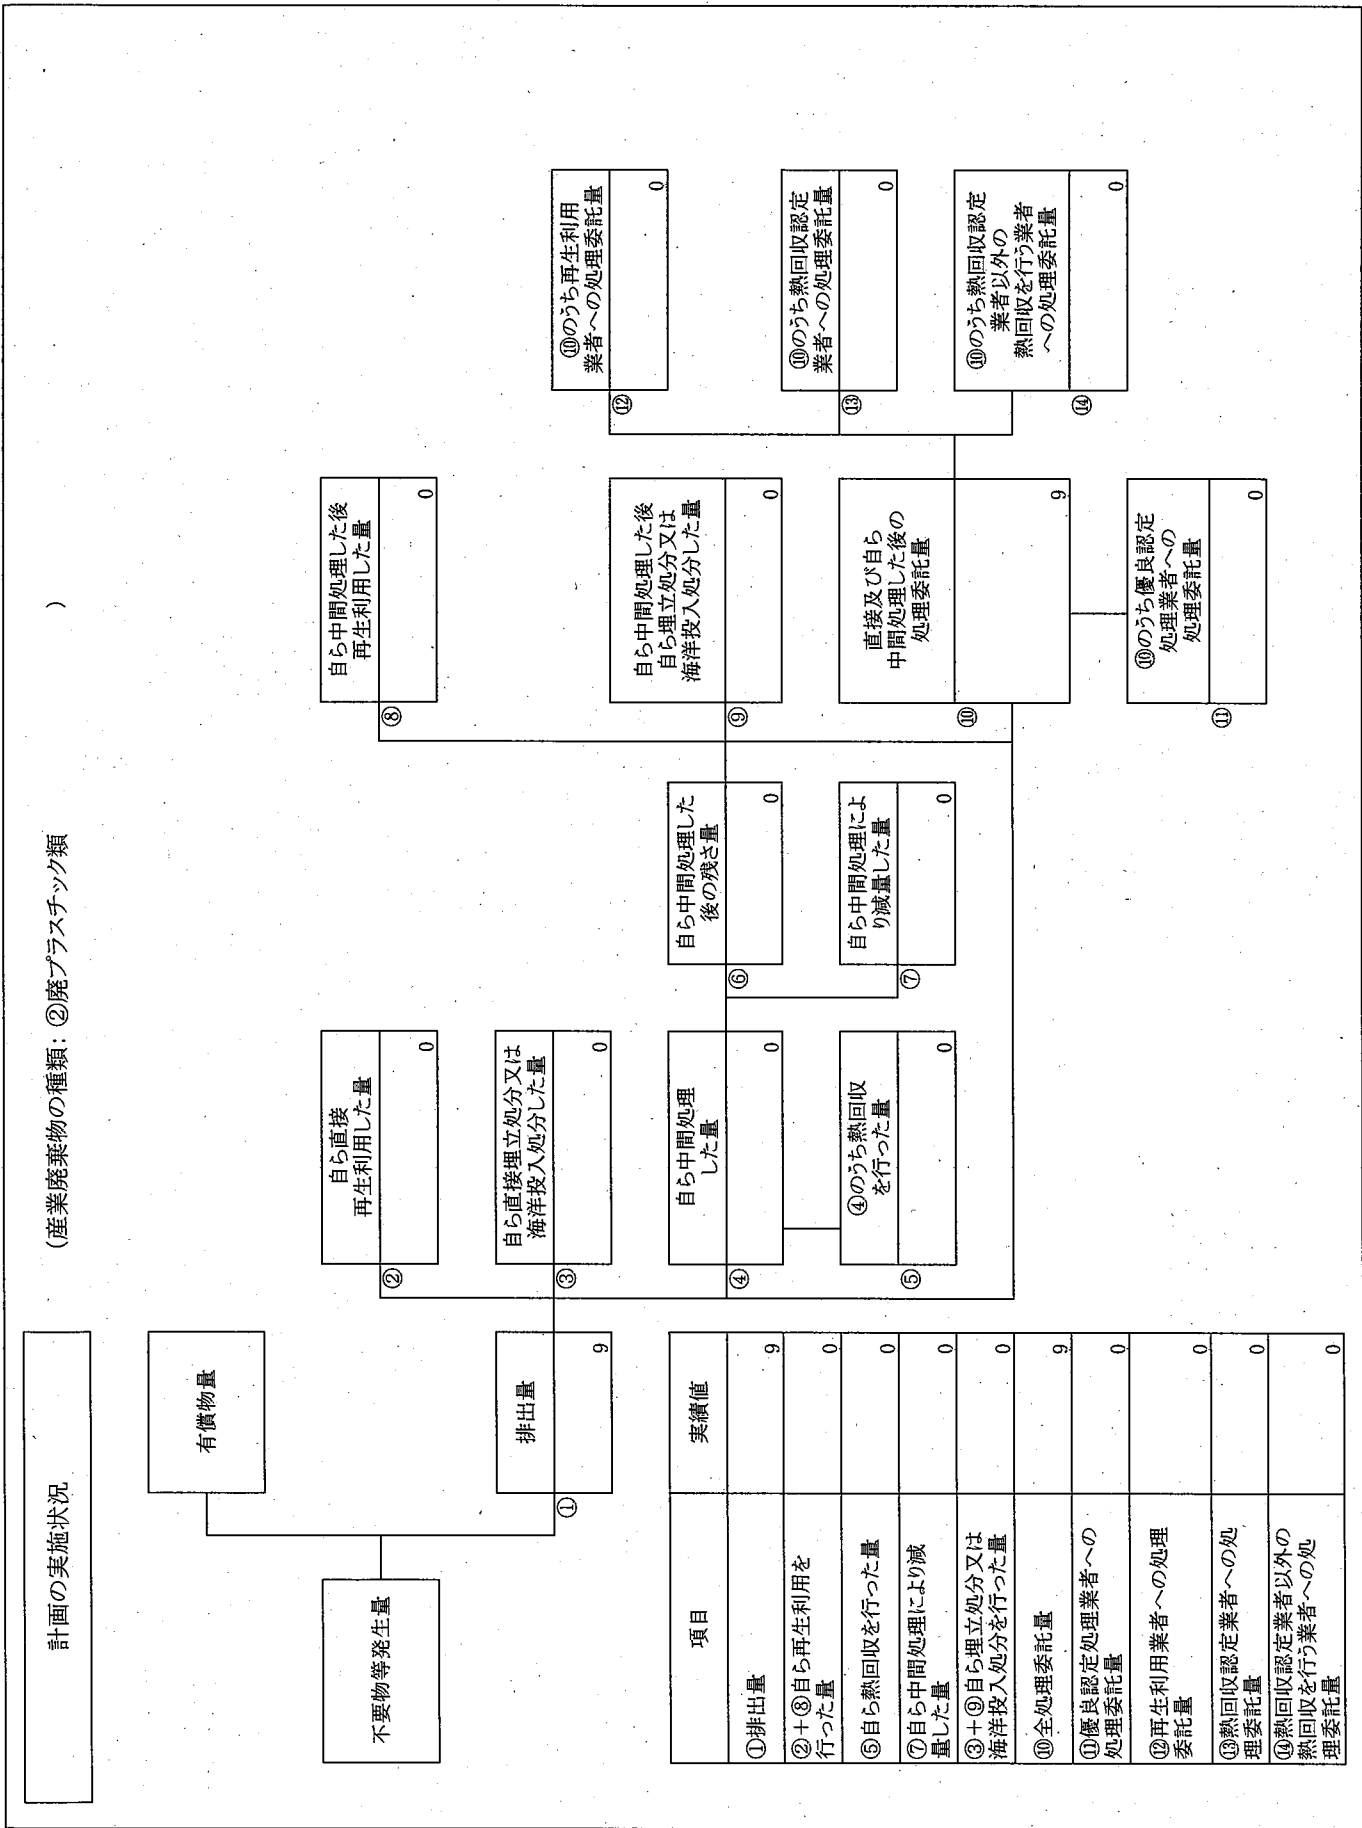 計画の実施状況
(産業廃棄物の種類：②廃プラスチック類 )
不要物等発生量
有償物量
①
排出量
9
②
自ら直接
再生利用した量
0
③
自ら直接埋立処分又は
海洋投入処分した量
0
④
自ら中間処理
した量
0
⑤
④のうち熱回収
を行った量
0
⑥
自ら中間処理した
後の残さ量
0
⑦
自ら中間処理によ
り減量した量
0
⑧
自ら中間処理した後
再生利用した量
0
⑨
自ら中間処理した後
自ら埋立処分又は
海洋投入処分した量
0
⑩
直接及び自ら
中間処理した後の
処理委託量
9
⑪
⑩のうち優良認定
処理業者への
処理委託量
0
⑫
⑩のうち再生利用
業者への処理委託量
0
⑬
⑩のうち熱回収認定
業者への処理委託量
0
⑭
⑩のうち熱回収認定
業者以外の
熱回収を行う業者
への処理委託量
0
項目 実績値
①排出量 9
②＋⑧自ら再生利用を
行った量 0
⑤自ら熱回収を行った量 0
⑦自ら中間処理により減
量した量 0
③＋⑨自ら埋立処分又は
海洋投入処分を行った量 0
⑩全処理委託量 9
⑪優良認定処理業者への
処理委託量 0
⑫再生利用業者への処理
委託量 0
⑬熱回収認定業者への処
理委託量 0
⑭熱回収認定業者以外の
熱回収を行う業者への処
理委託量 0